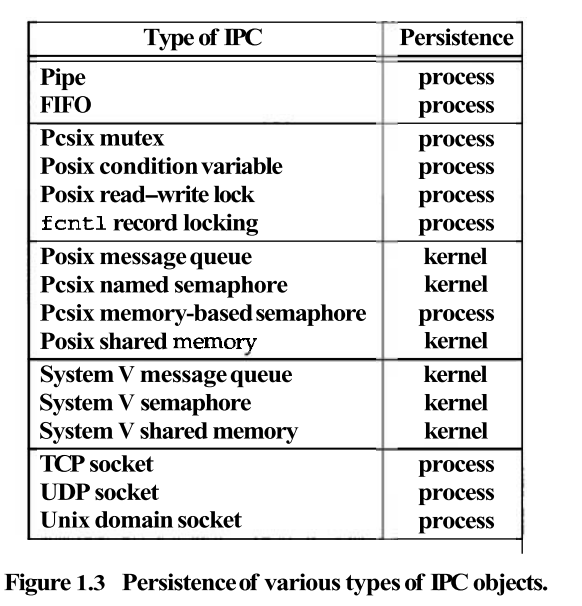 Type of IPC Persistence
Pipe process
FIFO process
Pcsix mutex process
Posix condition variable process
Posix read–write lock process
fcntl record locking process
Posix message queue kernel
Pcsix named semaphore kernel
Pcsix memory-based semaphore process
Posix shared memory kernel
System V message queue kernel
System V semaphore kernel
System V shared memory kernel
TCP socket process
UDP socket process
Unix domain socket process
Figure 1.3 Persistence of various types of IPC objects.